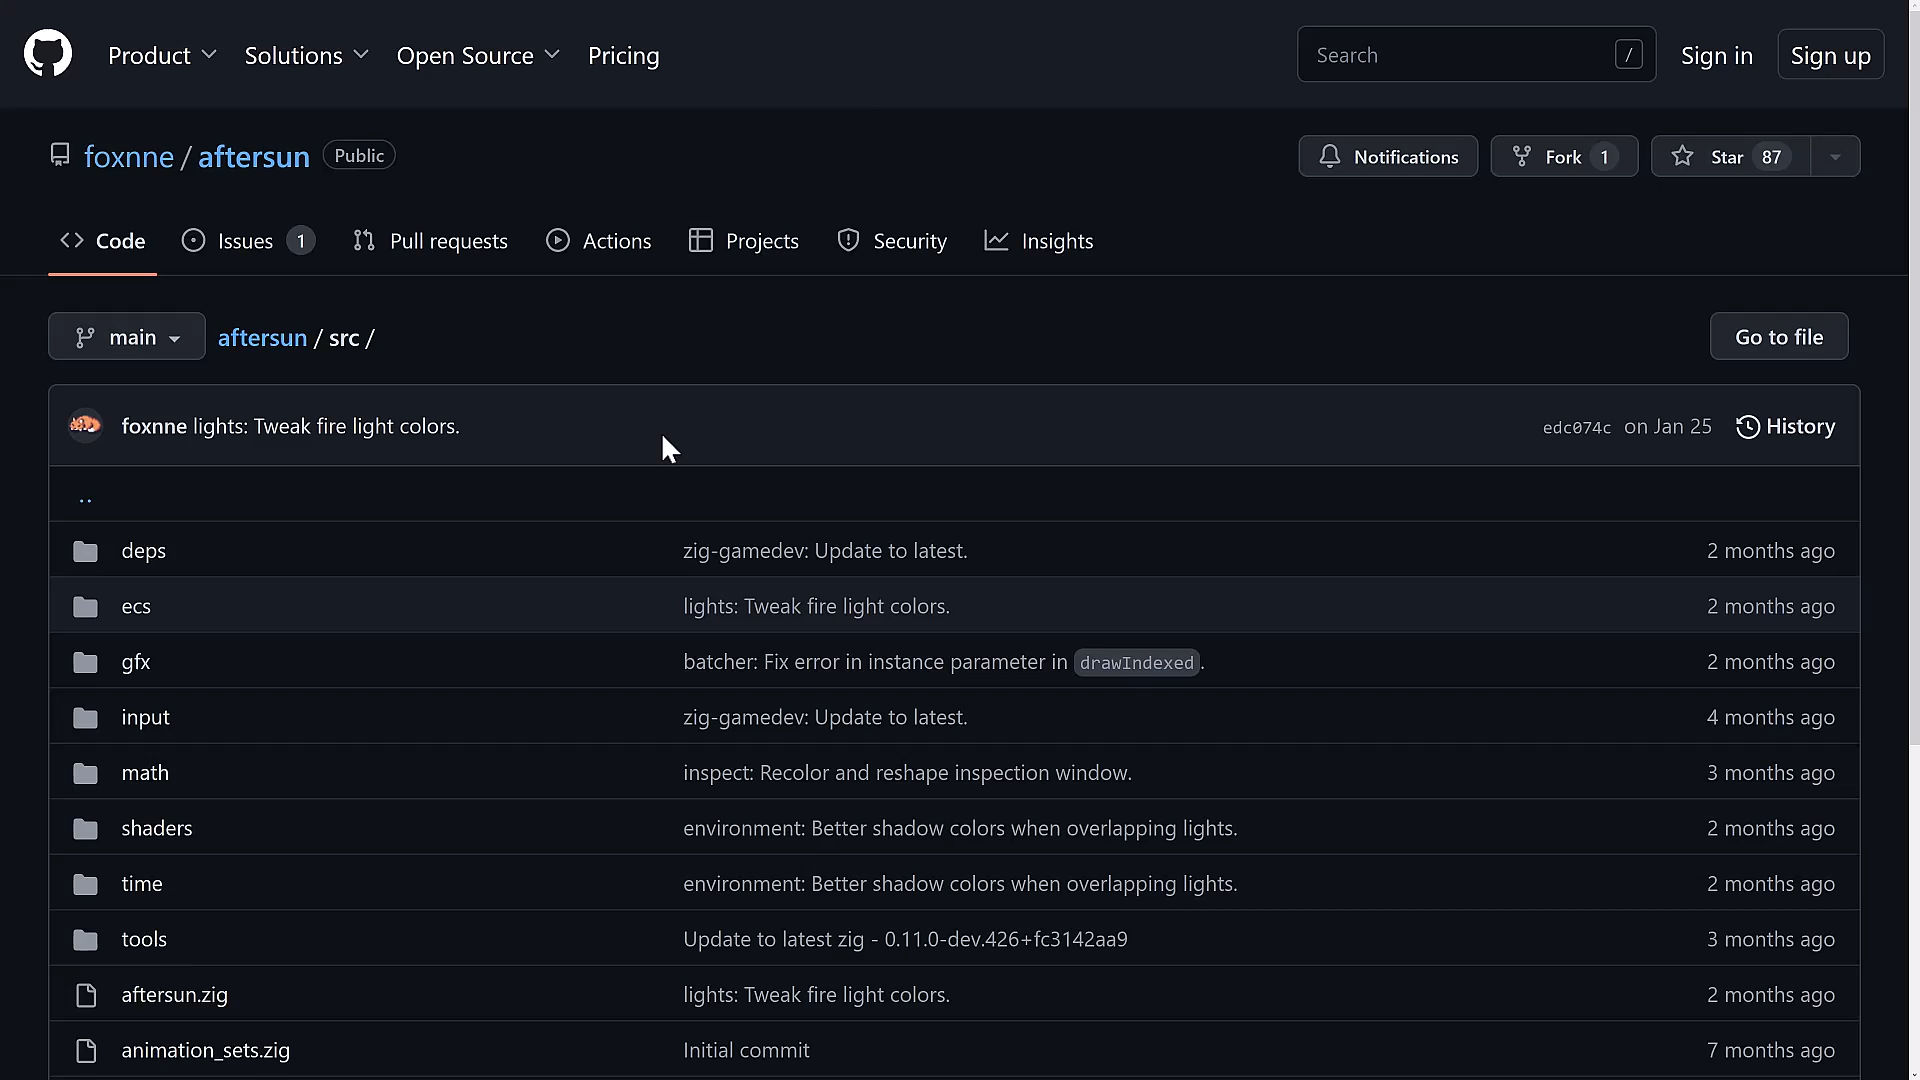 Product Solutions Open Source Pricing Search / Sign in Sign up
foxnne / aftersun Public Notifications Fork 1 Star 87
Code Issues 1 Pull requests Actions Projects Security Insights
main aftersun / src / Go to file
foxnne lights: Tweak fire light colors. edc074c on Jan 25 History
..
deps zig-gamedev: Update to latest. 2 months ago
ecs lights: Tweak fire light colors. 2 months ago
gfx batcher: Fix error in instance parameter in drawIndexed. 2 months ago
input zig-gamedev: Update to latest. 4 months ago
math inspect: Recolor and reshape inspection window. 3 months ago
shaders environment: Better shadow colors when overlapping lights. 2 months ago
time environment: Better shadow colors when overlapping lights. 2 months ago
tools Update to latest zig - 0.11.0-dev.426+fc3142aa9 3 months ago
aftersun.zig lights: Tweak fire light colors. 2 months ago
animation_sets.zig Initial commit 7 months ago